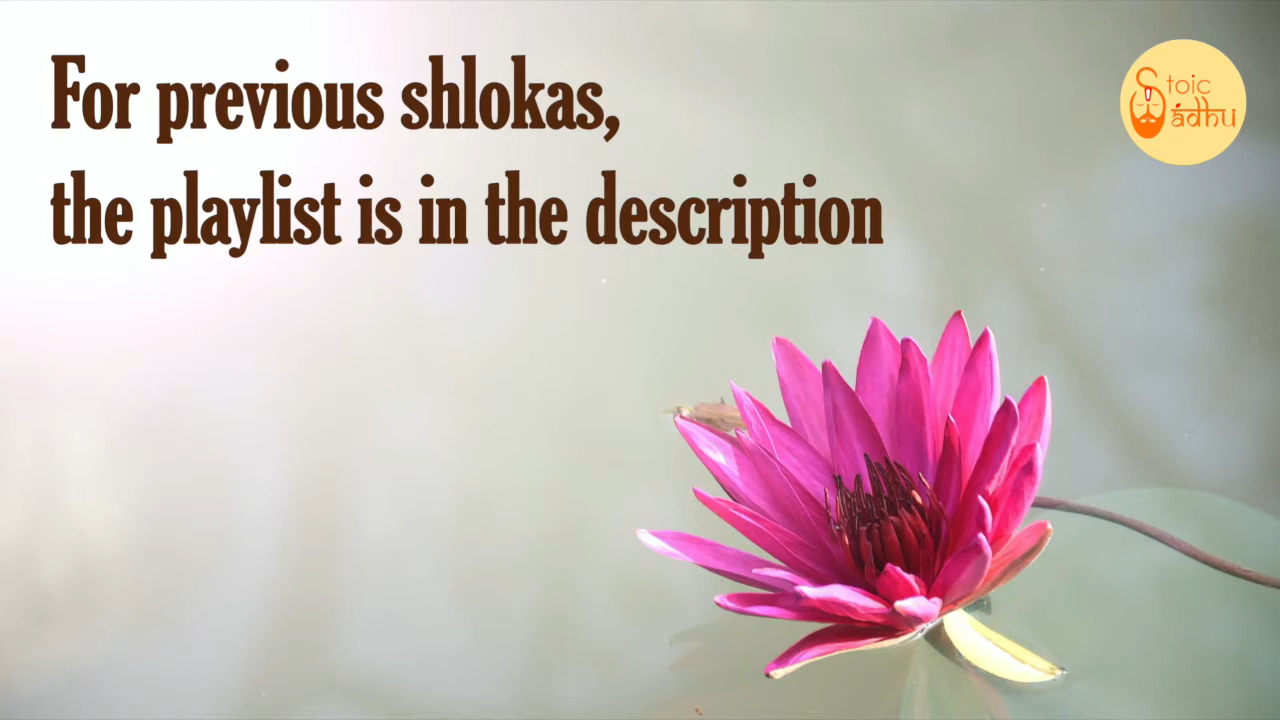 For previous shlokas,
the playlist is in the description
Stoic
Sadhu